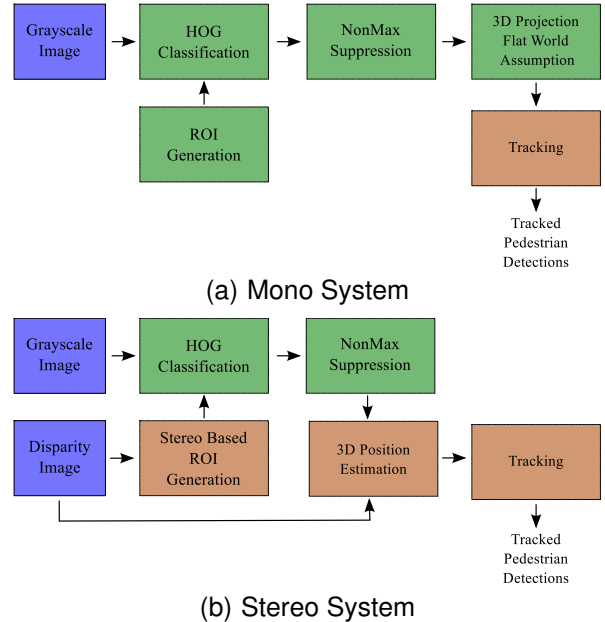 Grayscale
Image
HOG
Classification
NonMax
Suppression
3D Projection
Flat World
Assumption
ROI
Generation
Tracking
Tracked
Pedestrian
Detections
(a) Mono System
Grayscale
Image
HOG
Classification
NonMax
Suppression
Disparity
Image
Stereo Based
ROI
Generation
3D Position
Estimation
Tracking
Tracked
Pedestrian
Detections
(b) Stereo System